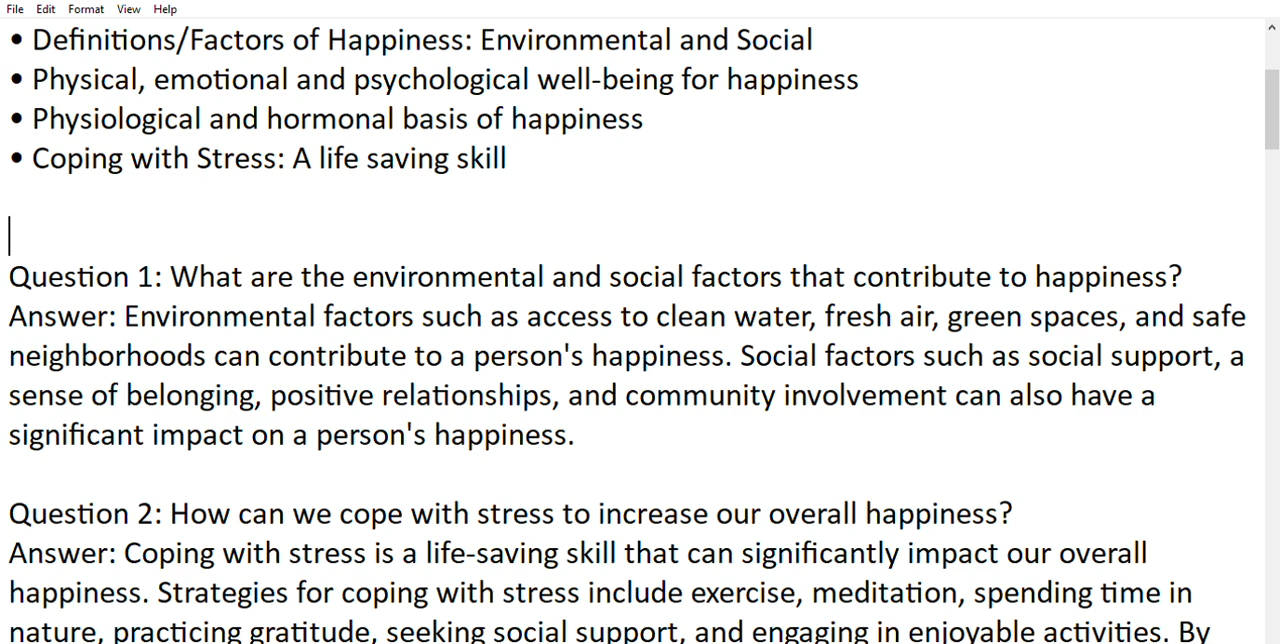 File Edit Format View Help
• Definitions/Factors of Happiness: Environmental and Social
• Physical, emotional and psychological well-being for happiness
• Physiological and hormonal basis of happiness
• Coping with Stress: A life saving skill
Question 1: What are the environmental and social factors that contribute to happiness?
Answer: Environmental factors such as access to clean water, fresh air, green spaces, and safe
neighborhoods can contribute to a person's happiness. Social factors such as social support, a
sense of belonging, positive relationships, and community involvement can also have a
significant impact on a person's happiness.
Question 2: How can we cope with stress to increase our overall happiness?
Answer: Coping with stress is a life-saving skill that can significantly impact our overall
happiness. Strategies for coping with stress include exercise, meditation, spending time in
nature, practicing gratitude, seeking social support, and engaging in enjoyable activities. By